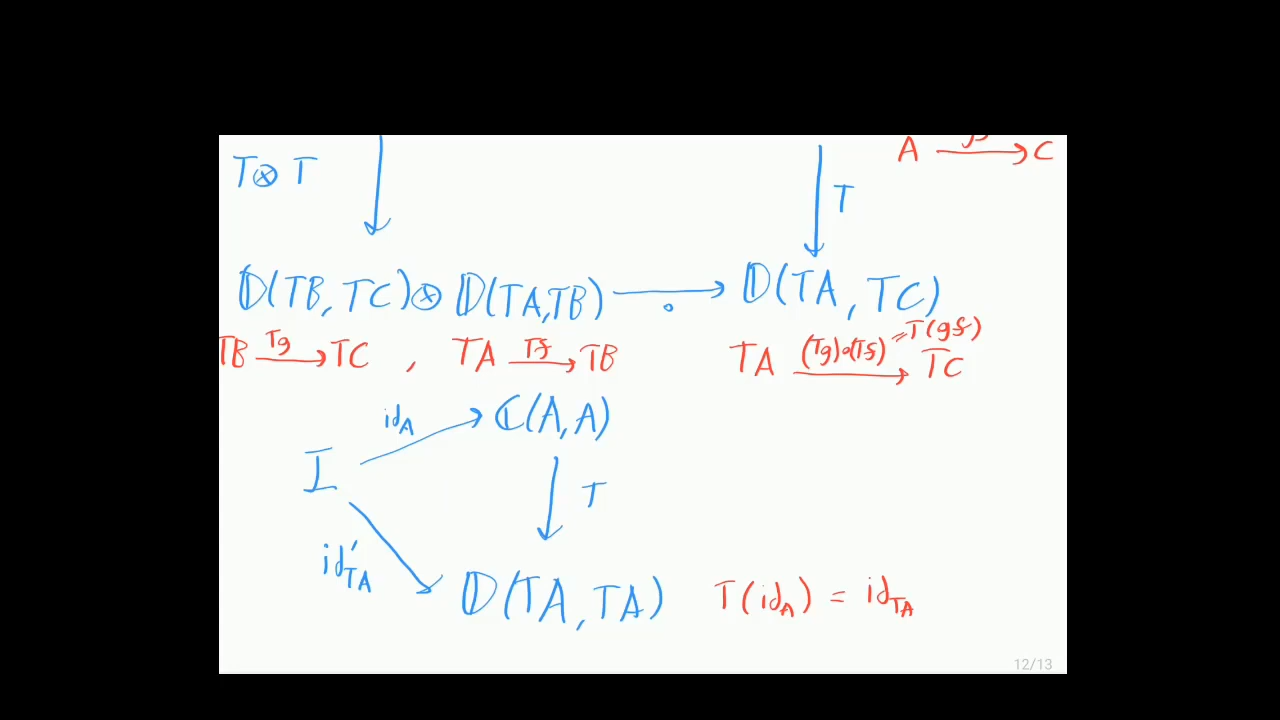 A ⟶ C
T⊗T
T
𝔻(TB, TC)⊗ 𝔻(TA,TB) ⟶ 𝔻(TA, TC)
∘
TB ⟶ TC , TA ⟶ TB TA ⟶ TC
Tg Tf (Tg)∘(Tf) = T(gf)
id_A ℂ(A, A)
I
T
id'_TA
𝔻(TA, TA) T(id_A) = id_TA
12/13